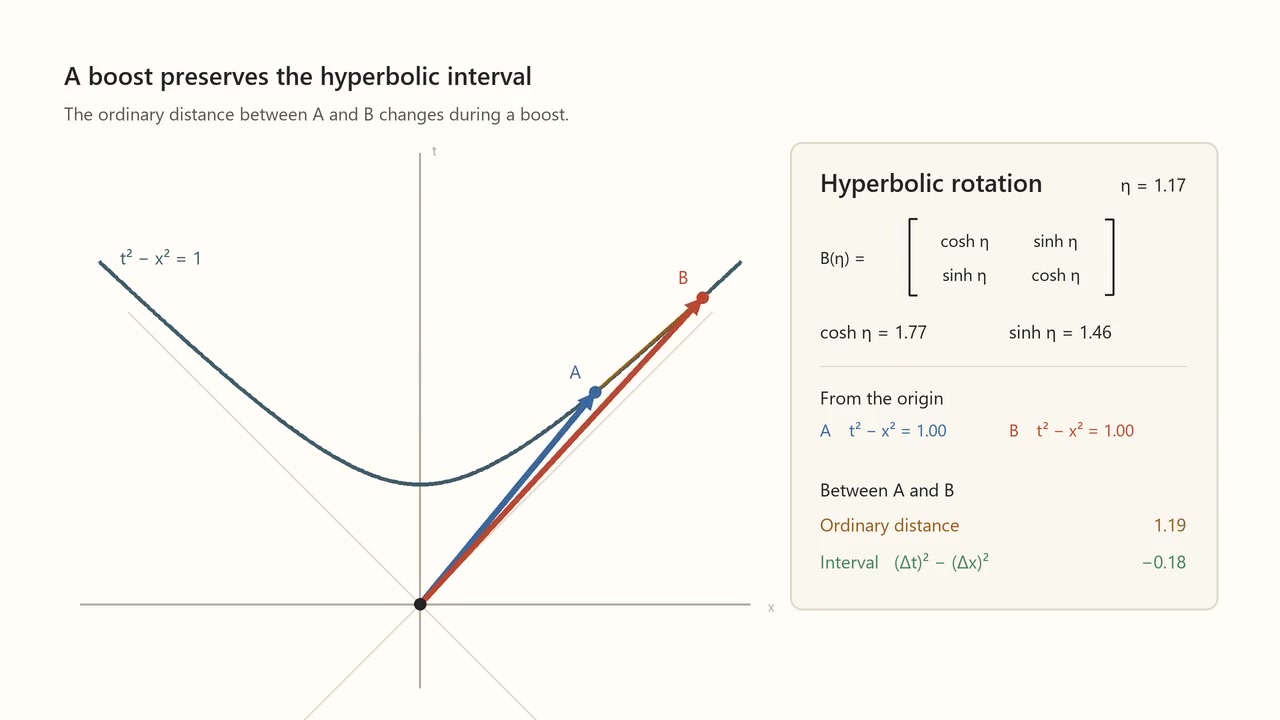 A boost preserves the hyperbolic interval
The ordinary distance between A and B changes during a boost.
t
t² − x² = 1
B
A
x
Hyperbolic rotation η = 1.17
B(η) = cosh η sinh η
sinh η cosh η
cosh η = 1.77 sinh η = 1.46
From the origin
A t² − x² = 1.00 B t² − x² = 1.00
Between A and B
Ordinary distance 1.19
Interval (Δt)² − (Δx)² −0.18